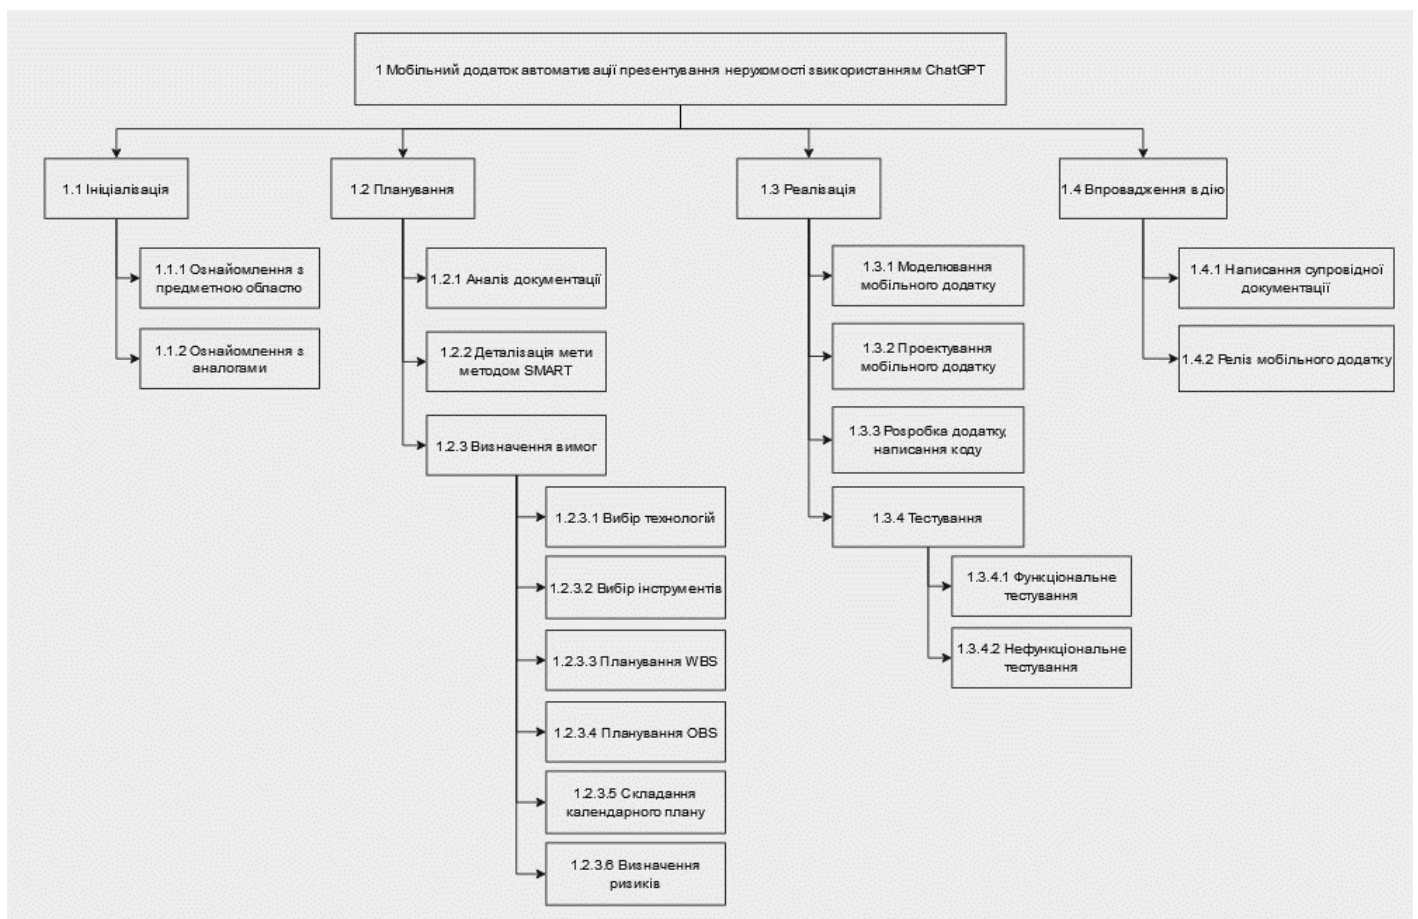 1 Мобільний додаток автоматизації презентування нерухомості звикористанням ChatGPT
1.1 Ініціалізація
1.2 Планування
1.3 Реалізація
1.4 Впровадження в дію
1.1.1 Ознайомлення з
предметною областю
1.1.2 Ознайомлення з
аналогами
1.2.1 Аналіз документації
1.2.2 Деталізація мети
методом SMART
1.2.3 Визначення вимог
1.2.3.1 Вибір технологій
1.2.3.2 Вибір інструментів
1.2.3.3 Планування WBS
1.2.3.4 Планування OBS
1.2.3.5 Складання
календарного плану
1.2.3.6 Визначення
ризиків
1.3.1 Моделювання
мобільного додатку
1.3.2 Проектування
мобільного додатку
1.3.3 Розробка додатку,
написання коду
1.3.4 Тестування
1.3.4.1 Функціональне
тестування
1.3.4.2 Нефункціональне
тестування
1.4.1 Написання супровідної
документації
1.4.2 Реліз мобільного додатку